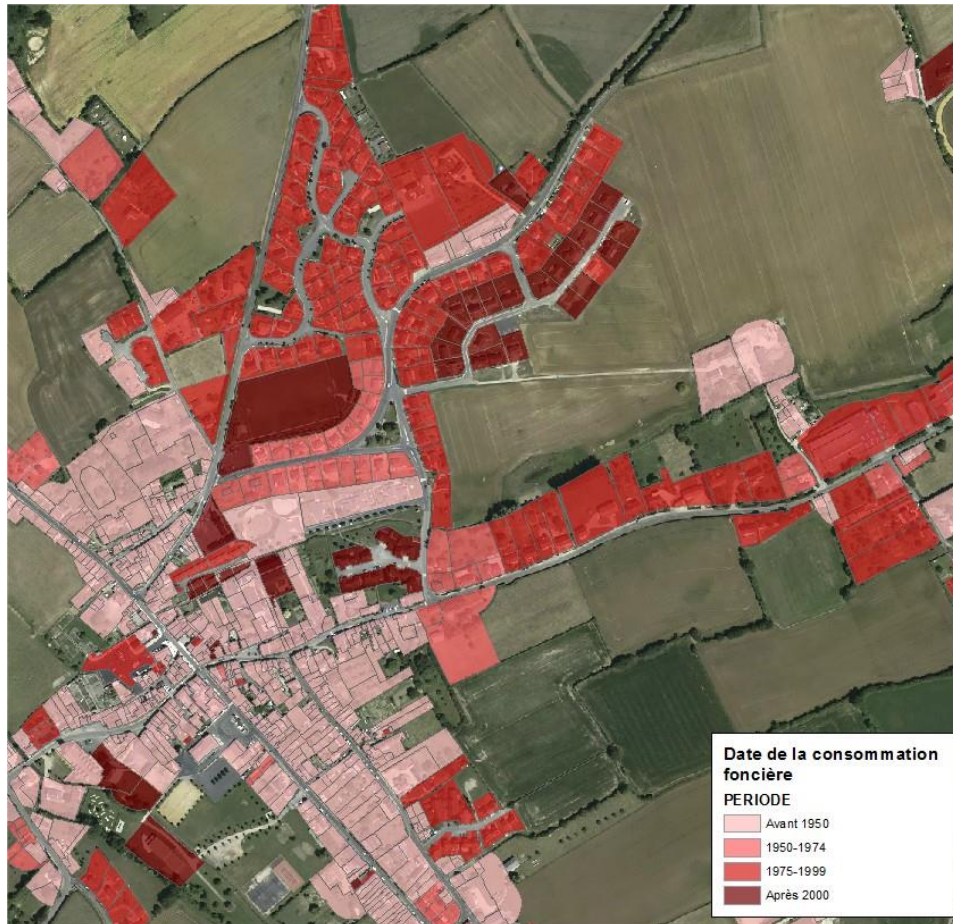 Date de la consommation
foncière
PERIODE
Avant 1950
1950-1974
1975-1999
Après 2000